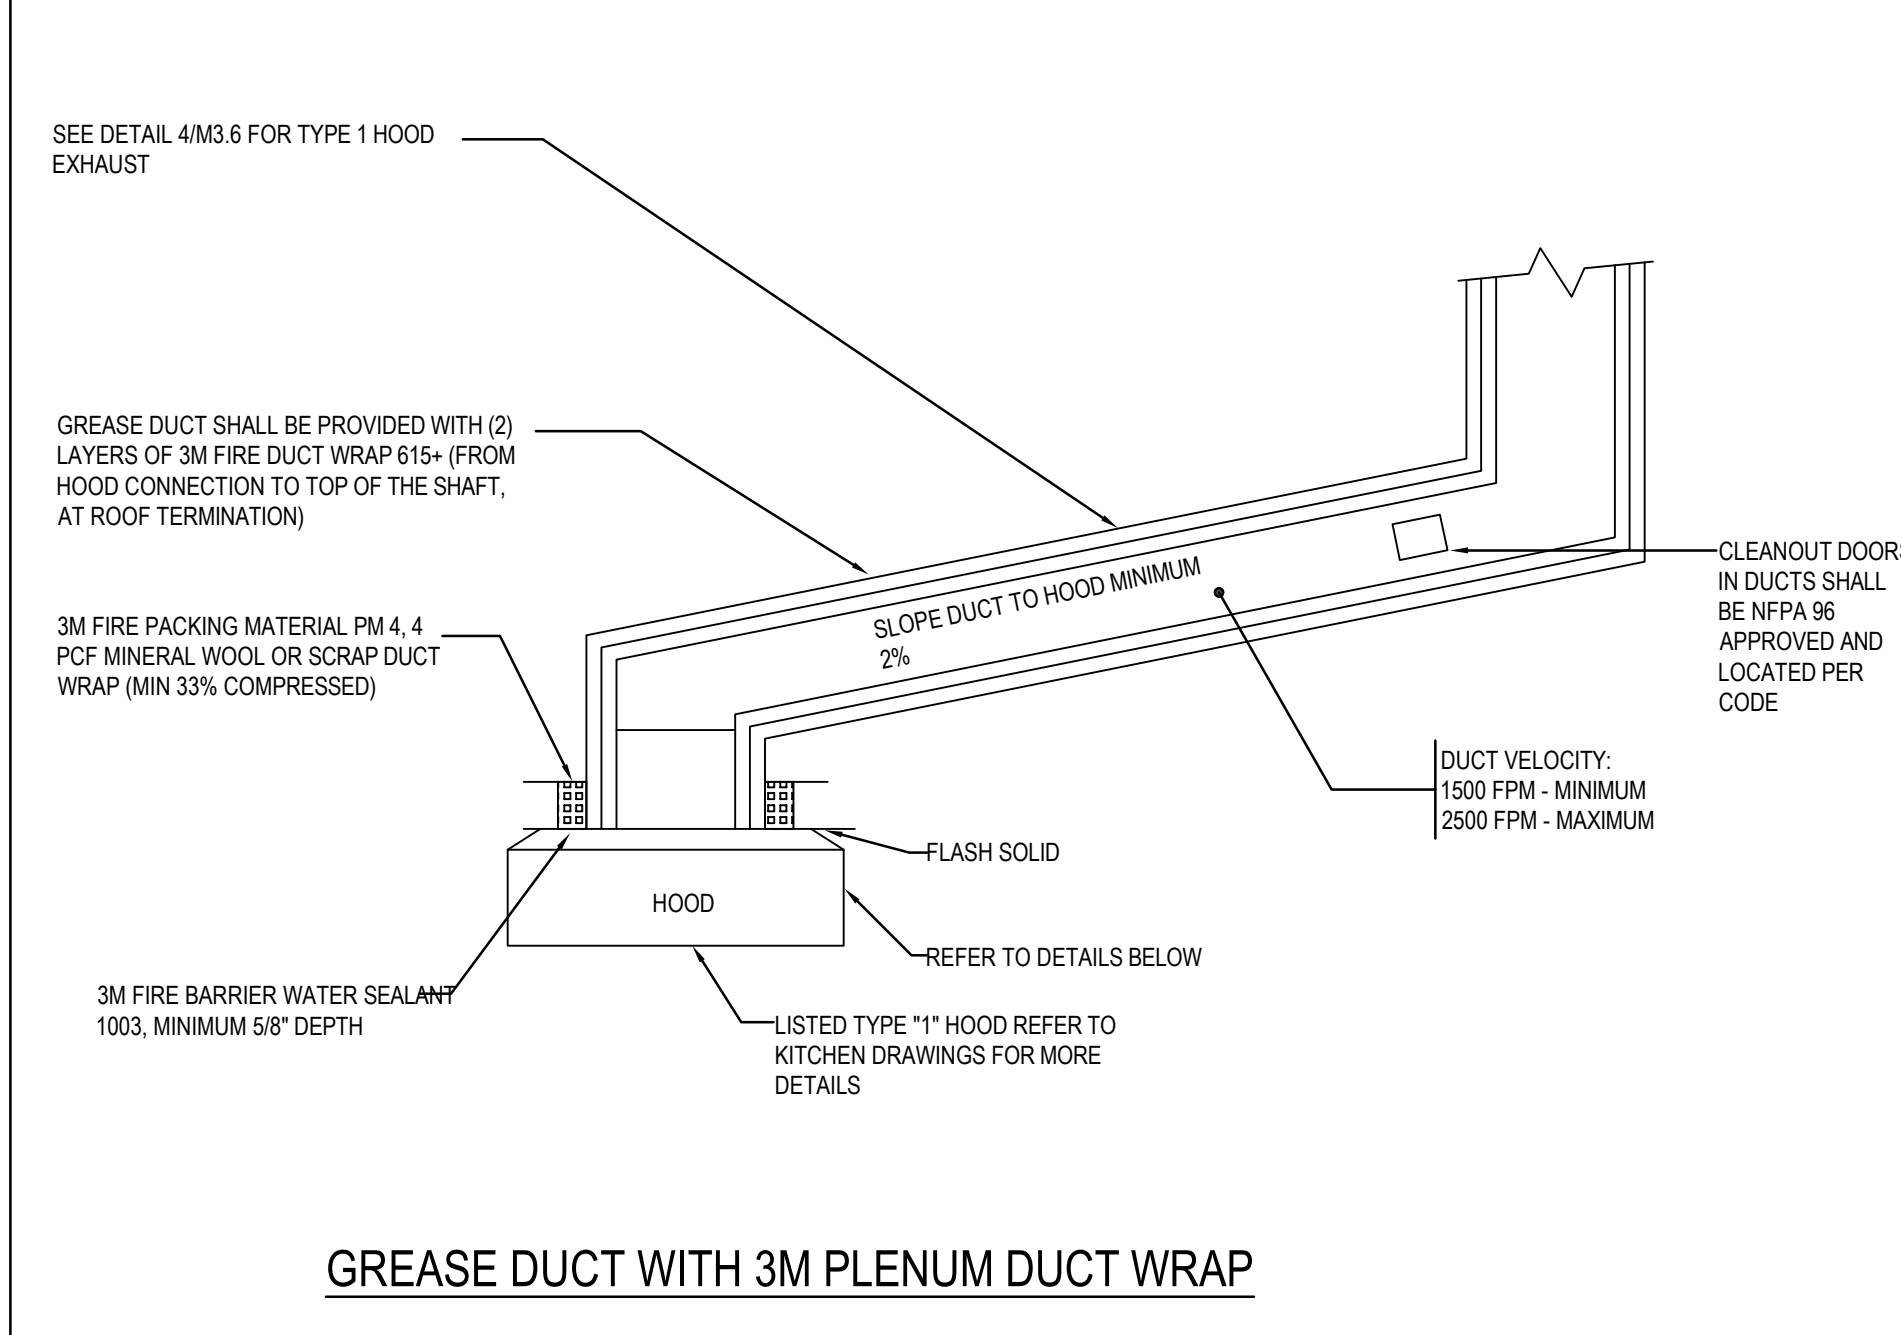 SEE DETAIL 4/M3.6 FOR TYPE 1 HOOD
EXHAUST
GREASE DUCT SHALL BE PROVIDED WITH (2)
LAYERS OF 3M FIRE DUCT WRAP 615+ (FROM
HOOD CONNECTION TO TOP OF THE SHAFT,
AT ROOF TERMINATION)
3M FIRE PACKING MATERIAL PM 4, 4
PCF MINERAL WOOL OR SCRAP DUCT
WRAP (MIN 33% COMPRESSED)
SLOPE DUCT TO HOOD MINIMUM
2%
CLEANOUT DOORS
IN DUCTS SHALL
BE NFPA 96
APPROVED AND
LOCATED PER
CODE
DUCT VELOCITY:
1500 FPM - MINIMUM
2500 FPM - MAXIMUM
FLASH SOLID
HOOD
REFER TO DETAILS BELOW
3M FIRE BARRIER WATER SEALANT
1003, MINIMUM 5/8" DEPTH
LISTED TYPE "1" HOOD REFER TO
KITCHEN DRAWINGS FOR MORE
DETAILS
GREASE DUCT WITH 3M PLENUM DUCT WRAP